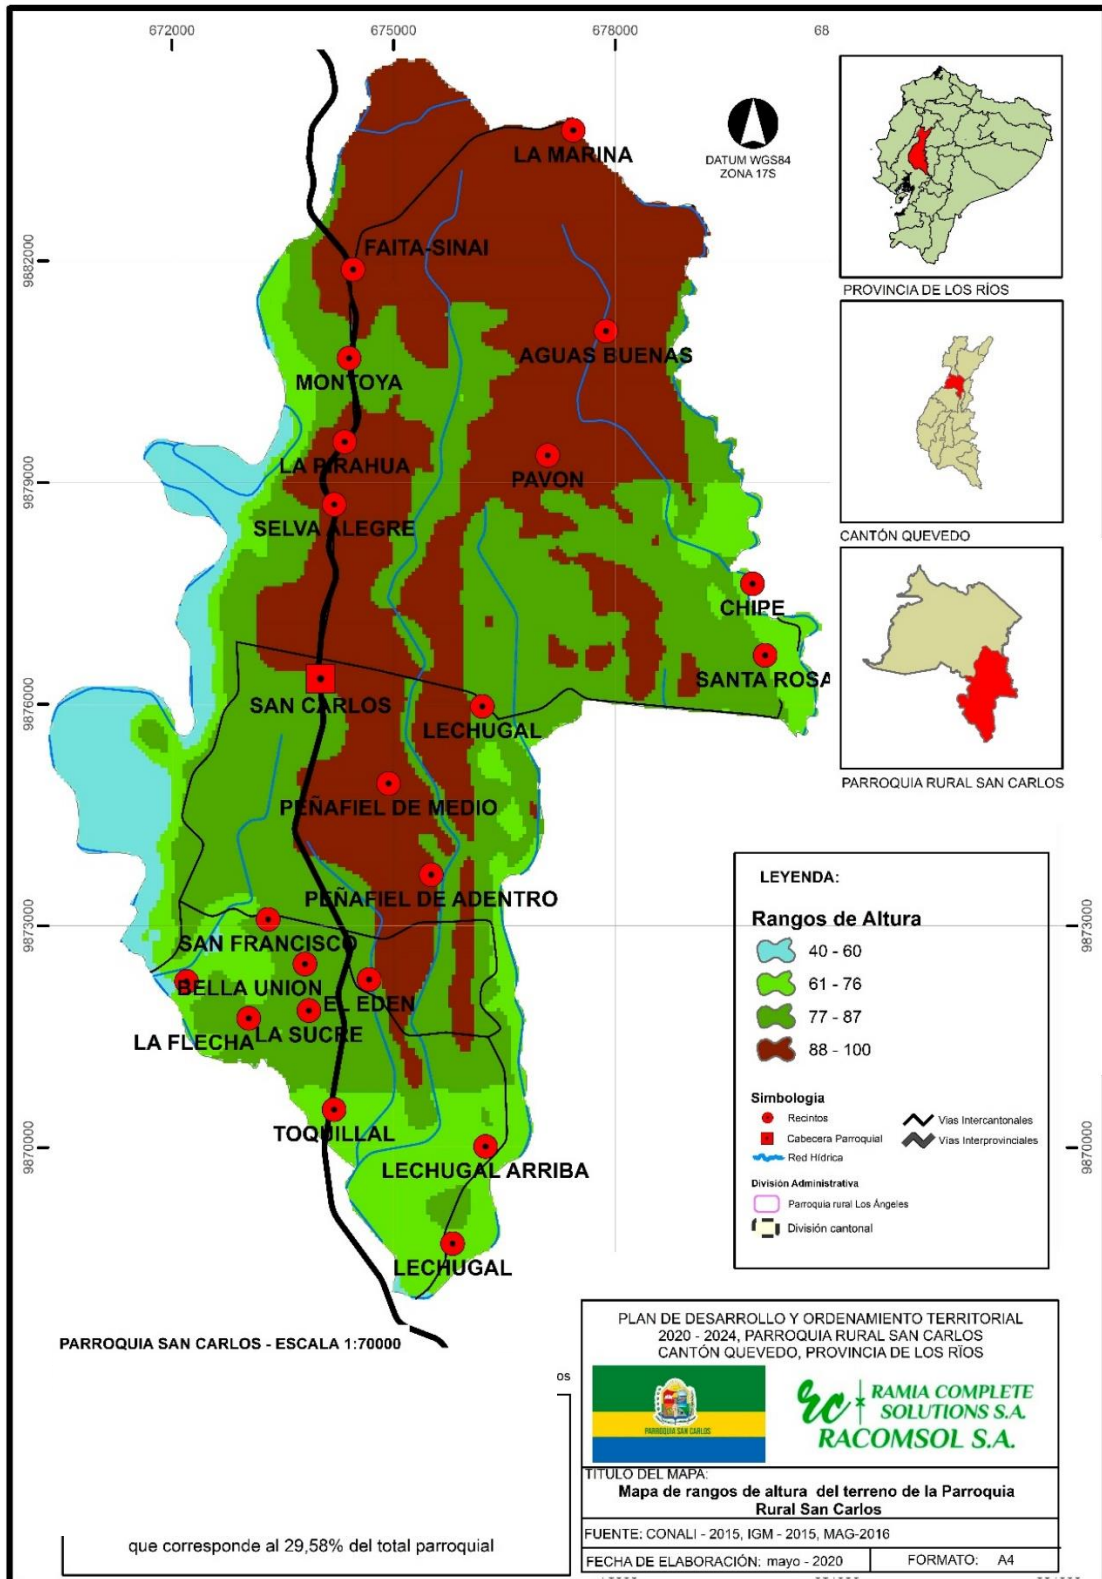 672000
675000
678000
68
9882000
9879000
9876000
9873000
9870000
9873000
9870000
DATUM WGS84
ZONA 17S
LA MARINA
FAITA-SINAI
AGUAS BUENAS
MONTOYA
LA PIRAHUA
PAVON
SELVA ALEGRE
CHIPE
SANTA ROSA
SAN CARLOS
LECHUGAL
PEÑAFIEL DE MEDIO
PEÑAFIEL DE ADENTRO
SAN FRANCISCO
BELLA UNION
EL EDEN
LA FLECHA
LA SUCRE
TOQUILLAL
LECHUGAL ARRIBA
LECHUGAL
PARROQUIA SAN CARLOS - ESCALA 1:70000
PROVINCIA DE LOS RÍOS
CANTÓN QUEVEDO
PARROQUIA RURAL SAN CARLOS
LEYENDA:
Rangos de Altura
40 - 60
61 - 76
77 - 87
88 - 100
Simbologia
Recintos
Cabecera Parroquial
Red Hídrica
Vias Intercantonales
Vias Interprovinciales
División Administrativa
Parroquia rural Los Ángeles
División cantonal
os
que corresponde al 29,58% del total parroquial
PLAN DE DESARROLLO Y ORDENAMIENTO TERRITORIAL
2020 - 2024, PARROQUIA RURAL SAN CARLOS
CANTÓN QUEVEDO, PROVINCIA DE LOS RÏOS
PARROQUIA SAN CARLOS
rc
RAMIA COMPLETE
SOLUTIONS S.A.
RACOMSOL S.A.
TITULO DEL MAPA:
Mapa de rangos de altura del terreno de la Parroquia
Rural San Carlos
FUENTE: CONALI - 2015, IGM - 2015, MAG-2016
FECHA DE ELABORACIÓN: mayo - 2020
FORMATO: A4